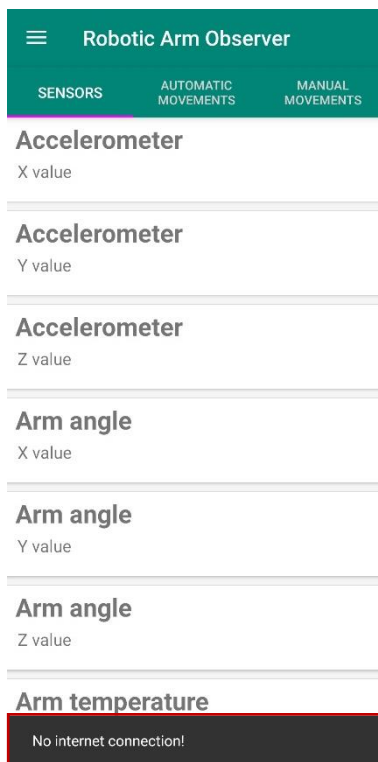 Robotic Arm Observer
SENSORS
AUTOMATIC
MOVEMENTS
MANUAL
MOVEMENTS
Accelerometer
X value
Accelerometer
Y value
Accelerometer
Z value
Arm angle
X value
Arm angle
Y value
Arm angle
Z value
Arm temperature
No internet connection!